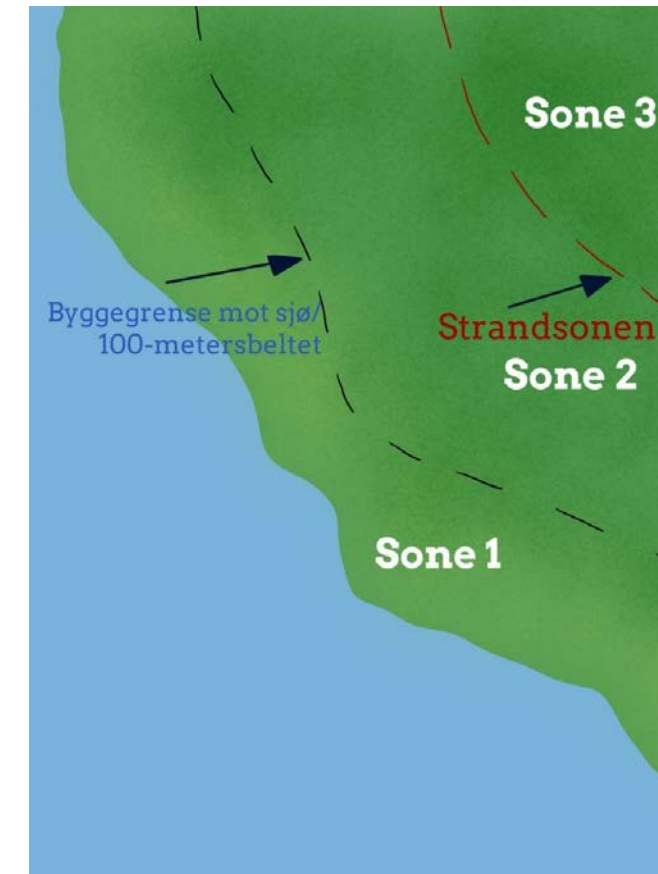 Sone 3
Byggegrense mot sjø/
100-metersbeltet
Strandsonen
Sone 2
Sone 1